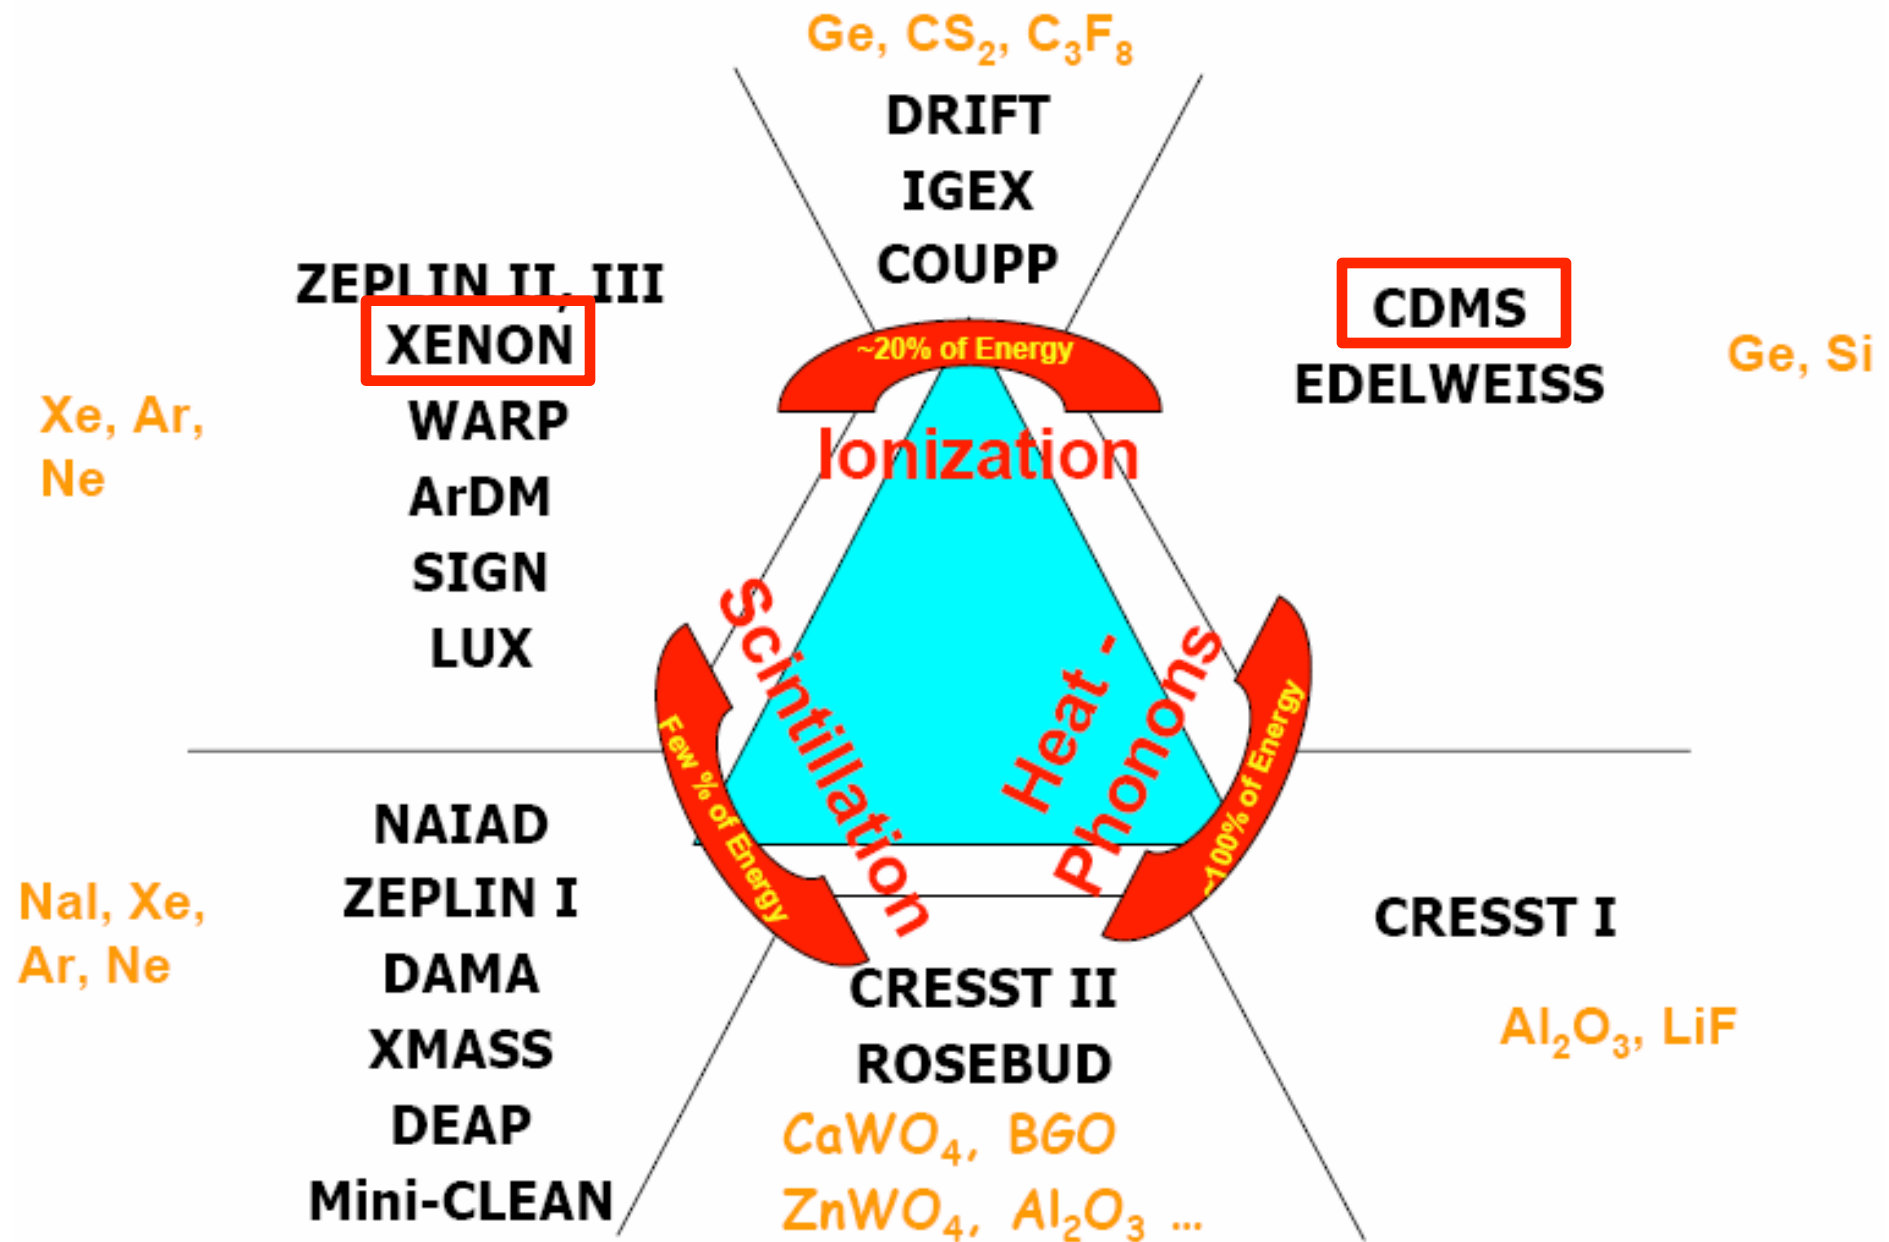 Ge, CS₂, C₃F₈
DRIFT
IGEX
COUPP
~20% of Energy
Ionization
ZEPLIN II, III
XENON
WARP
ArDM
SIGN
LUX
Xe, Ar,
Ne
CDMS
EDELWEISS
Ge, Si
Scintillation
Few % of Energy
Heat -
Phonons
~100% of Energy
NAIAD
ZEPLIN I
DAMA
XMASS
DEAP
Mini-CLEAN
NaI, Xe,
Ar, Ne
CRESST II
ROSEBUD
CaWO₄, BGO
ZnWO₄, Al₂O₃ ...
CRESST I
Al₂O₃, LiF